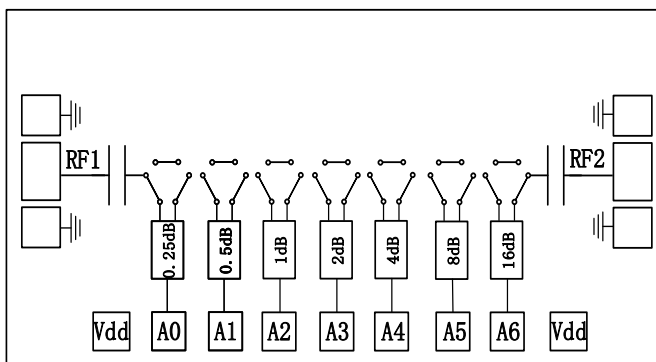 RF1
RF2
0.25dB
0.5dB
1dB
2dB
4dB
8dB
16dB
Vdd A0 A1 A2 A3 A4 A5 A6 Vdd